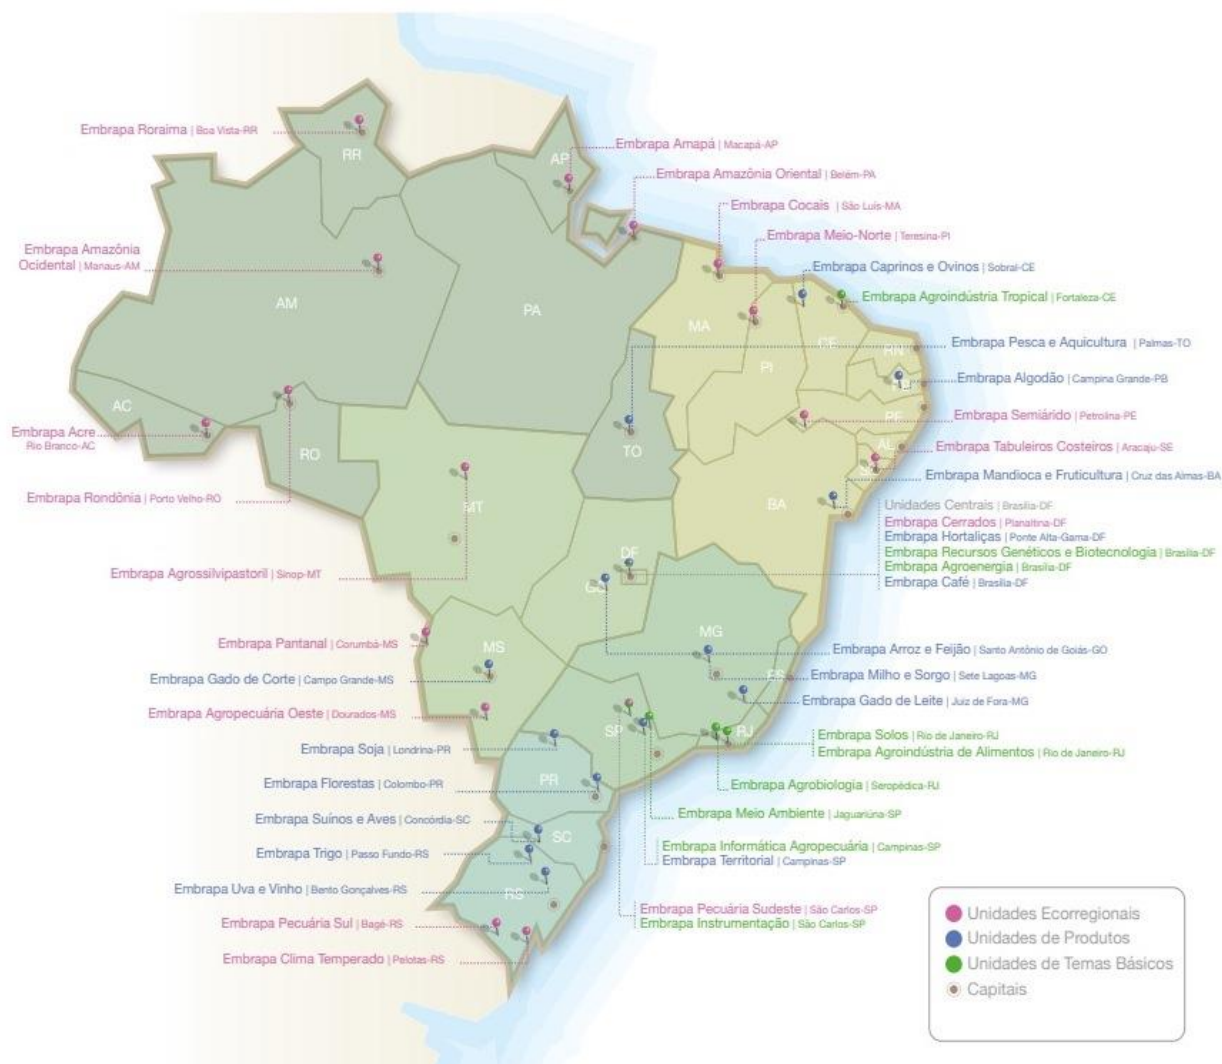 Embrapa Roraima | Boa Vista-RR
RR
AP
Embrapa Amapá | Macapá-AP
Embrapa Amazônia Oriental | Belém-PA
Embrapa Cocais | São Luís-MA
Embrapa Meio-Norte | Teresina-PI
Embrapa Amazônia
Ocidental | Manaus-AM
Embrapa Caprinos e Ovinos | Sobral-CE
Embrapa Agroindústria Tropical | Fortaleza-CE
AM
PA
MA
CE
RN
PI
Embrapa Pesca e Aquicultura | Palmas-TO
PB
Embrapa Algodão | Campina Grande-PB
AC
Embrapa Acre
Rio Branco-AC
PE
Embrapa Semiárido | Petrolina-PE
RO
TO
AL
SE
Embrapa Tabuleiros Costeiros | Aracaju-SE
Embrapa Mandioca e Fruticultura | Cruz das Almas-BA
Embrapa Rondônia | Porto Velho-RO
MT
BA
Unidades Centrais | Brasília-DF
Embrapa Cerrados | Planaltina-DF
Embrapa Hortaliças | Ponte Alta-Gama-DF
Embrapa Recursos Genéticos e Biotecnologia | Brasília-DF
Embrapa Agroenergia | Brasília-DF
Embrapa Café | Brasília-DF
DF
GO
Embrapa Agrossilvipastoril | Sinop-MT
Embrapa Pantanal | Corumbá-MS
MS
MG
ES
Embrapa Arroz e Feijão | Santo Antônio de Goiás-GO
Embrapa Gado de Corte | Campo Grande-MS
Embrapa Milho e Sorgo | Sete Lagoas-MG
Embrapa Gado de Leite | Juiz de Fora-MG
Embrapa Agropecuária Oeste | Dourados-MS
SP
RJ
Embrapa Solos | Rio de Janeiro-RJ
Embrapa Agroindústria de Alimentos | Rio de Janeiro-RJ
Embrapa Soja | Londrina-PR
Embrapa Florestas | Colombo-PR
PR
Embrapa Agrobiologia | Seropédica-RJ
Embrapa Meio Ambiente | Jaguariúna-SP
Embrapa Suínos e Aves | Concórdia-SC
SC
Embrapa Informática Agropecuária | Campinas-SP
Embrapa Territorial | Campinas-SP
Embrapa Trigo | Passo Fundo-RS
Embrapa Uva e Vinho | Bento Gonçalves-RS
RS
Embrapa Pecuária Sudeste | São Carlos-SP
Embrapa Instrumentação | São Carlos-SP
Embrapa Pecuária Sul | Bagé-RS
Embrapa Clima Temperado | Pelotas-RS
Unidades Ecorregionais
Unidades de Produtos
Unidades de Temas Básicos
Capitais